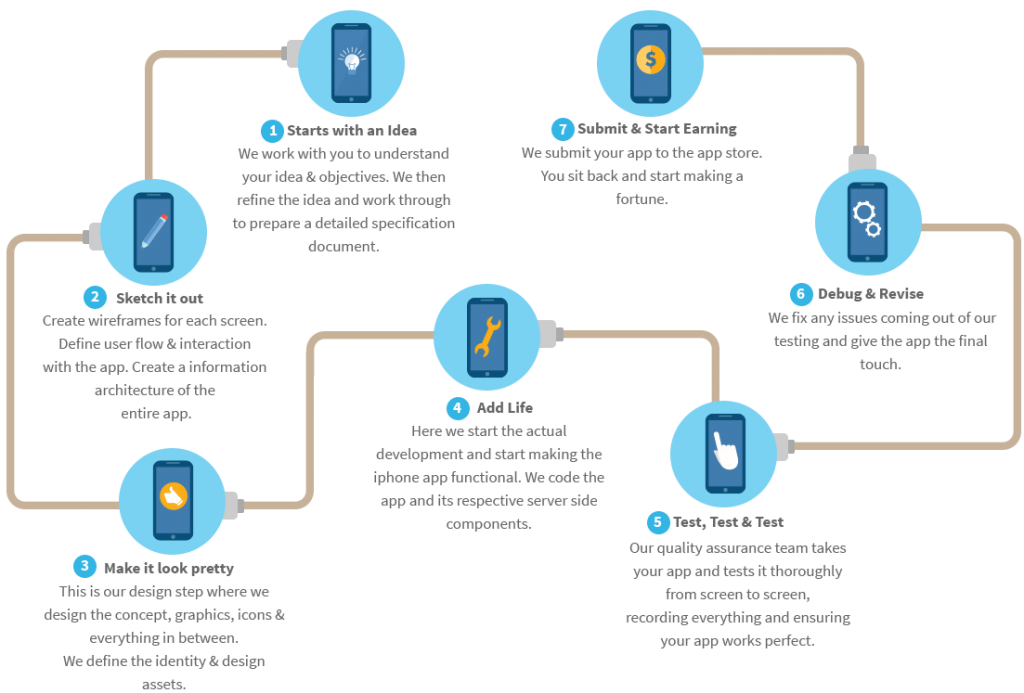 1 Starts with an Idea
We work with you to understand
your idea & objectives. We then
refine the idea and work through
to prepare a detailed specification
document.
2 Sketch it out
Create wireframes for each screen.
Define user flow & interaction
with the app. Create a information
architecture of the
entire app.
3 Make it look pretty
This is our design step where we
design the concept, graphics, icons &
everything in between.
We define the identity & design
assets.
4 Add Life
Here we start the actual
development and start making the
iphone app functional. We code the
app and its respective server side
components.
5 Test, Test & Test
Our quality assurance team takes
your app and tests it thoroughly
from screen to screen,
recording everything and ensuring
your app works perfect.
6 Debug & Revise
We fix any issues coming out of our
testing and give the app the final
touch.
$
7 Submit & Start Earning
We submit your app to the app store.
You sit back and start making a
fortune.